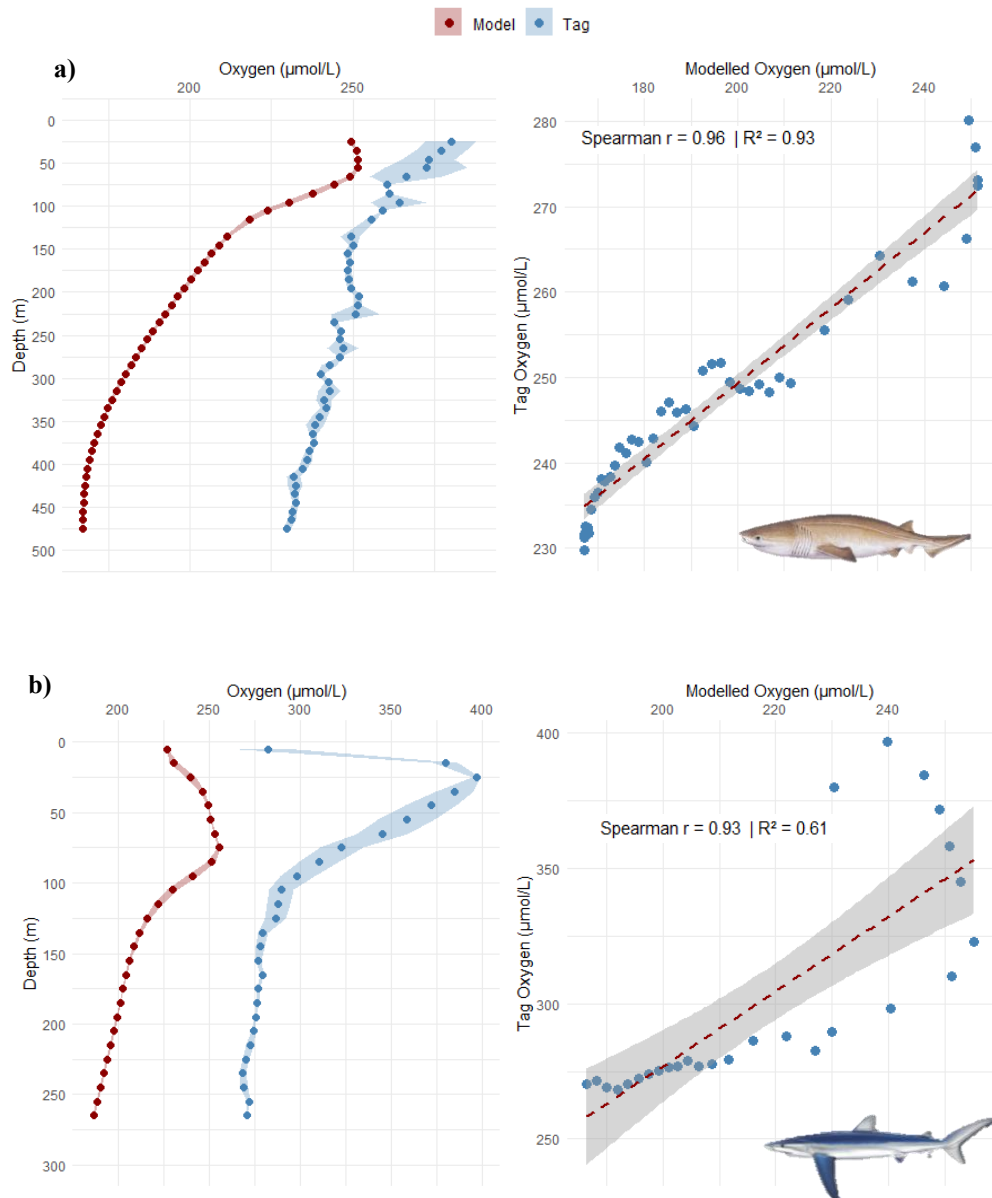 Model Tag
a)
Oxygen (µmol/L)
200 250
0
50
100
150
200
250
300
350
400
450
500
Depth (m)
Modelled Oxygen (µmol/L)
180 200 220 240
Spearman r = 0.96 | R² = 0.93
280
270
260
250
240
230
Tag Oxygen (µmol/L)
b)
Oxygen (µmol/L)
200 250 300 350 400
0
50
100
150
200
250
300
Depth (m)
Modelled Oxygen (µmol/L)
200 220 240
Spearman r = 0.93 | R² = 0.61
400
350
300
250
Tag Oxygen (µmol/L)